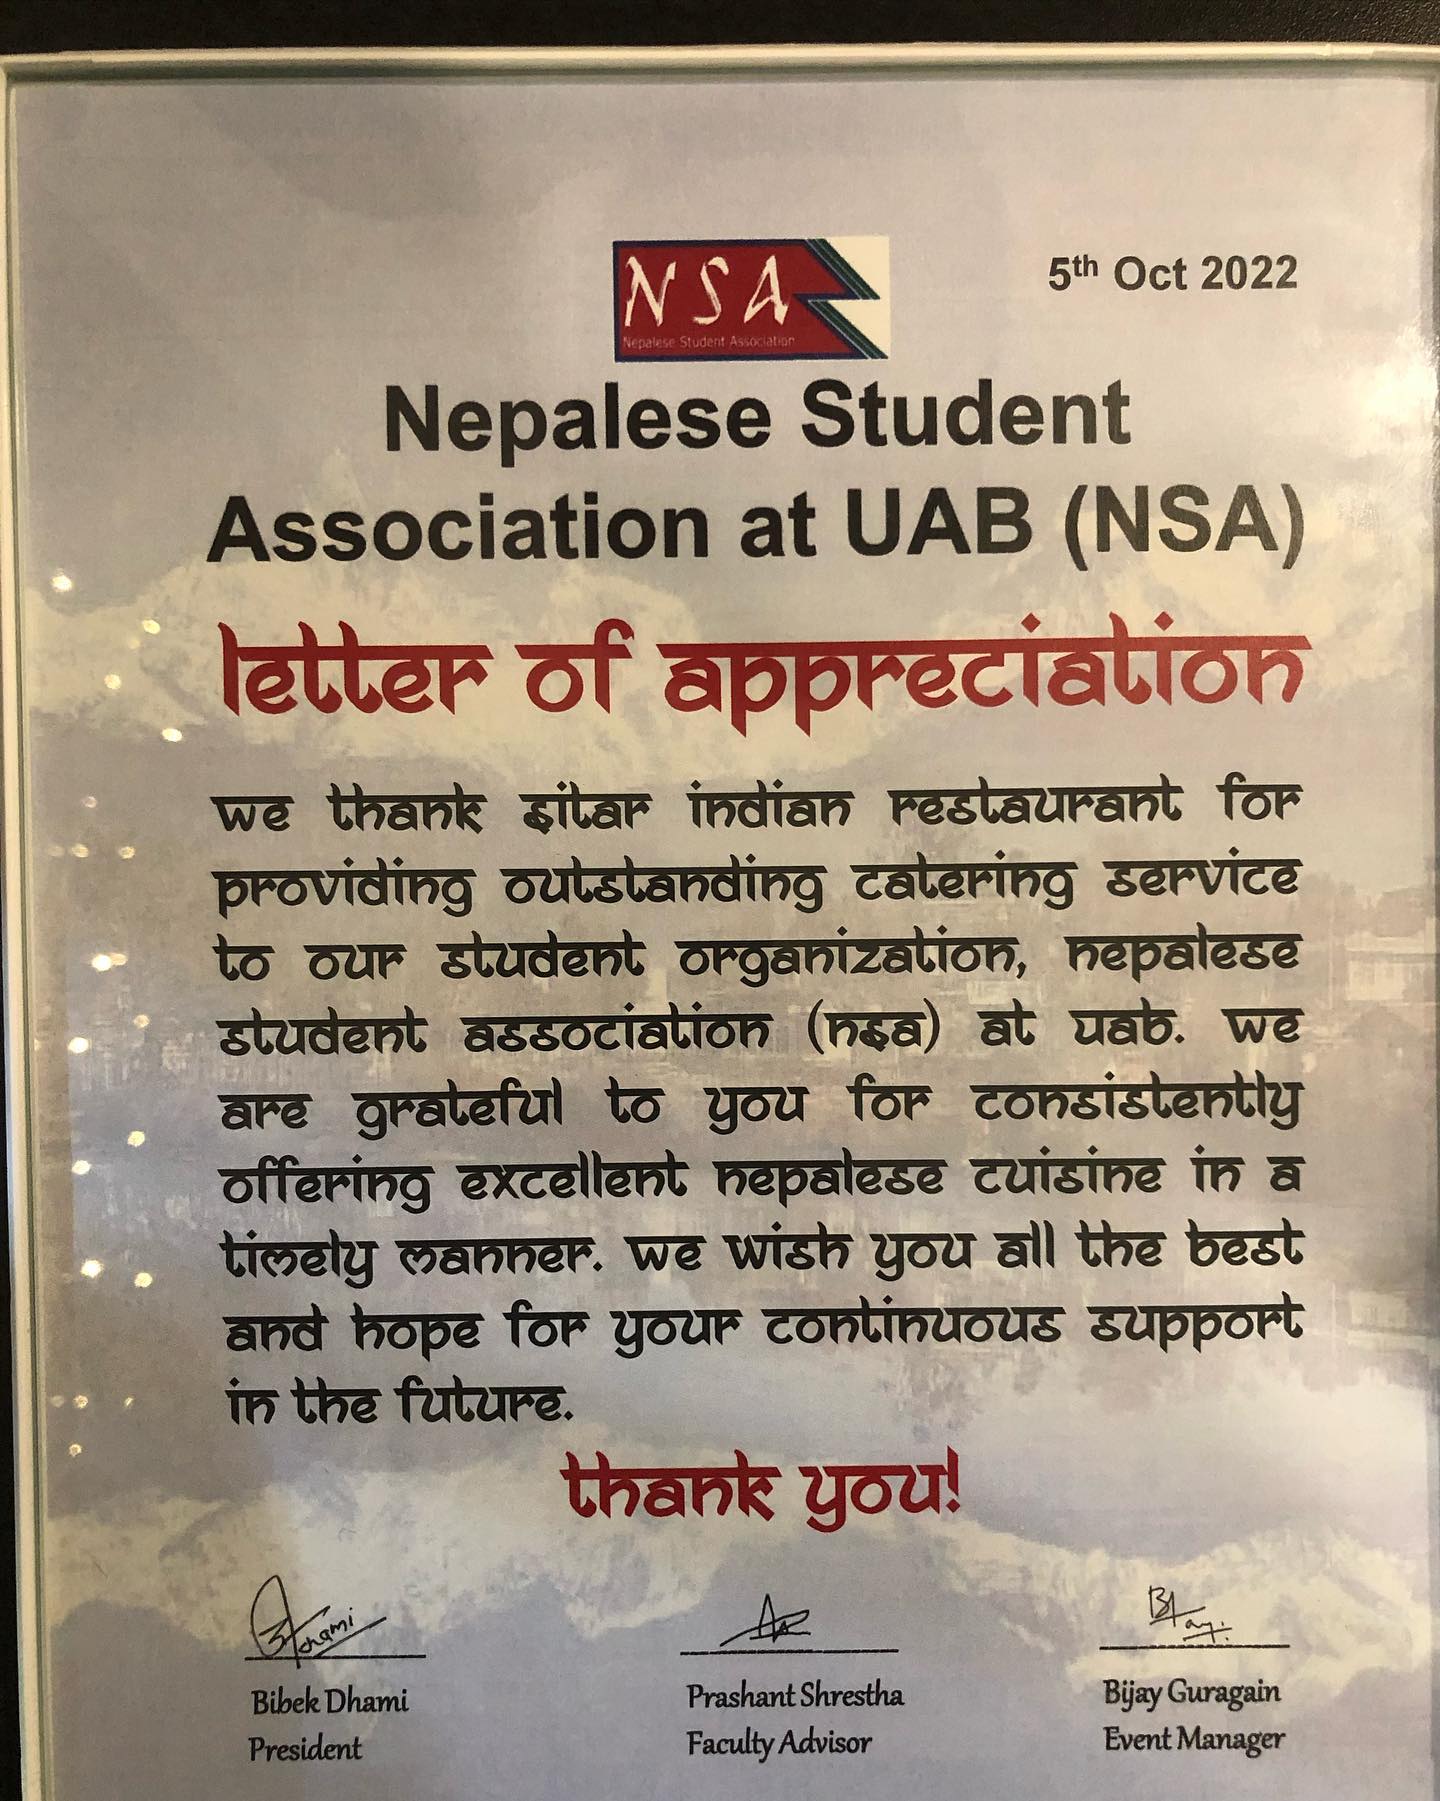 NSA
Nepalese Student Association
5th Oct 2022
Nepalese Student
Association at UAB (NSA)
letter of appreciation
we thank sitar indian restaurant for
providing outstanding catering service
to our student organization, nepalese
student association (nsa) at uab. we
are grateful to you for consistently
offering excellent nepalese cuisine in a
timely manner. we wish you all the best
and hope for your continuous support
in the future.
thank you!
Bibek Dhami
President
Prashant Shrestha
Faculty Advisor
Bijay Guragain
Event Manager